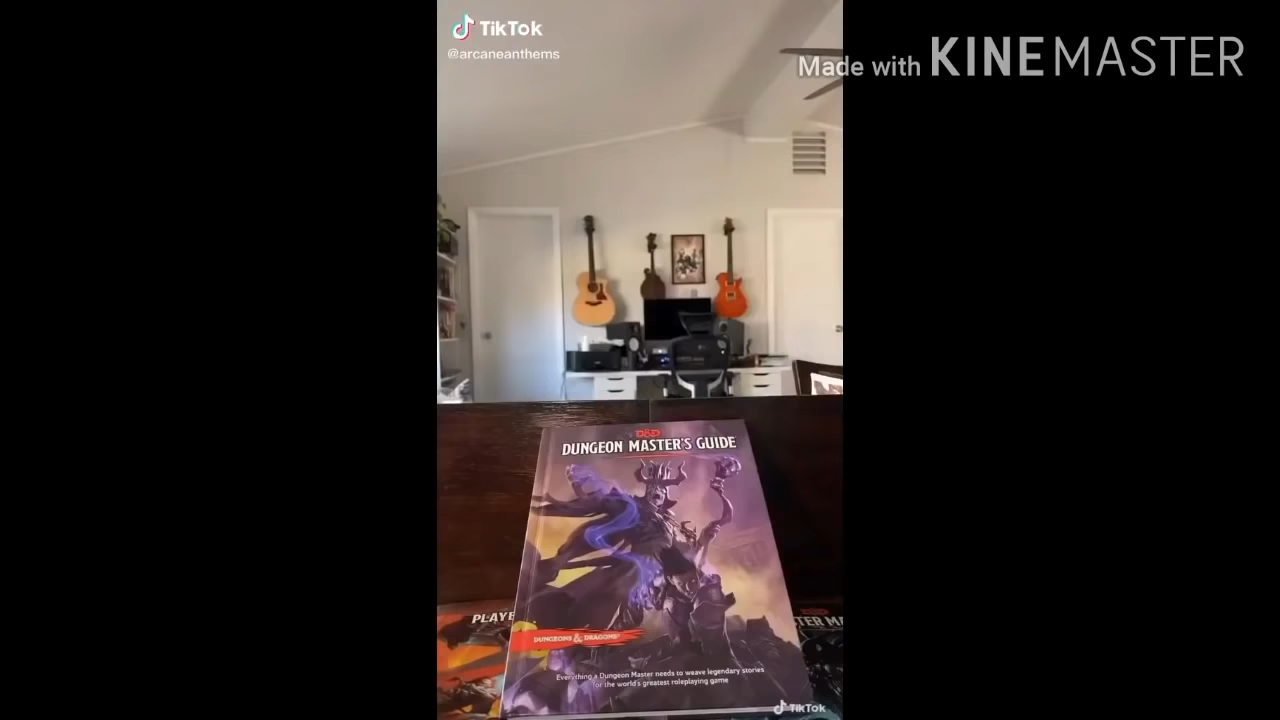 TikTok
@arcaneanthems
Made with KINEMASTER
D&D
DUNGEON MASTER'S GUIDE
PLAYE
STER MA
DUNGEONS & DRAGONS
Everything a Dungeon Master needs to weave legendary stories
for the world's greatest roleplaying game
TikTok